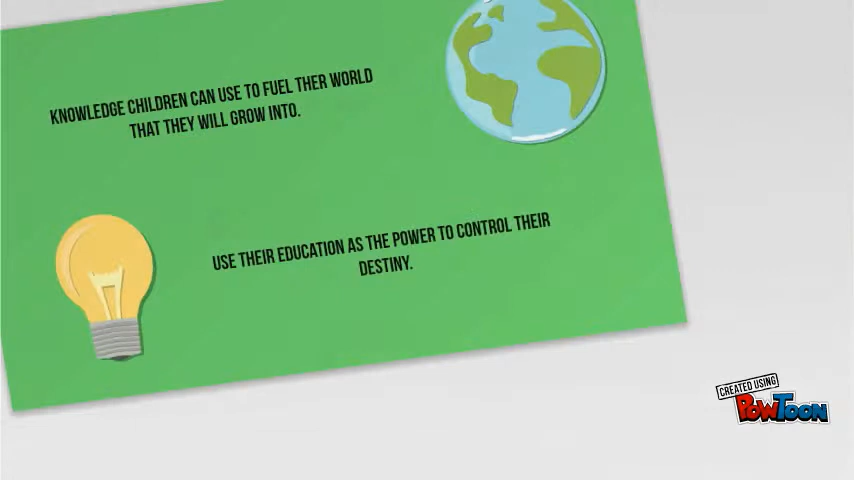 KNOWLEDGE CHILDREN CAN USE TO FUEL THER WORLD
THAT THEY WILL GROW INTO.
USE THEIR EDUCATION AS THE POWER TO CONTROL THEIR
DESTINY.
CREATED USING
POWTOON